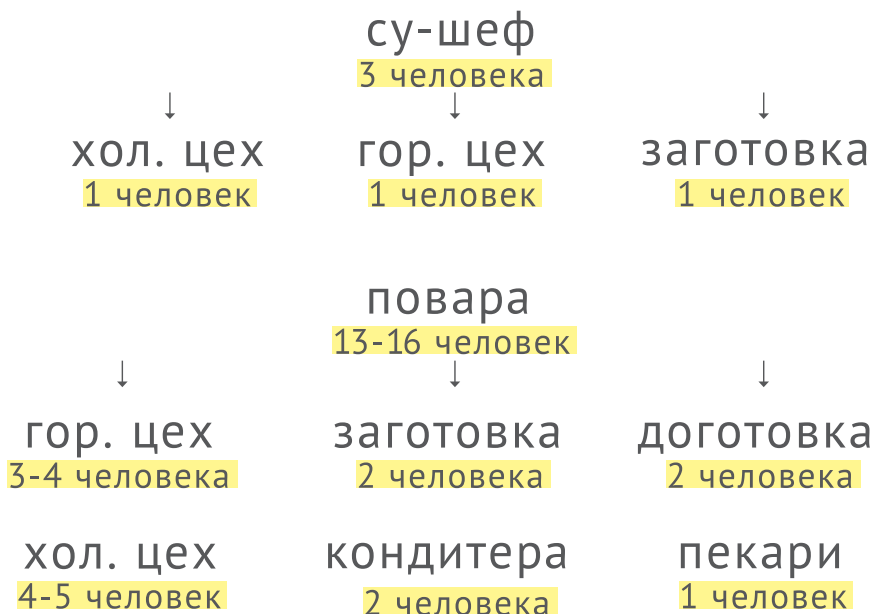 су-шеф
3 человека
↓ ↓ ↓
хол. цех гор. цех заготовка
1 человек 1 человек 1 человек
повара
13-16 человек
↓ ↓ ↓
гор. цех заготовка доготовка
3-4 человека 2 человека 2 человека
хол. цех кондитера пекари
4-5 человек 2 человека 1 человек